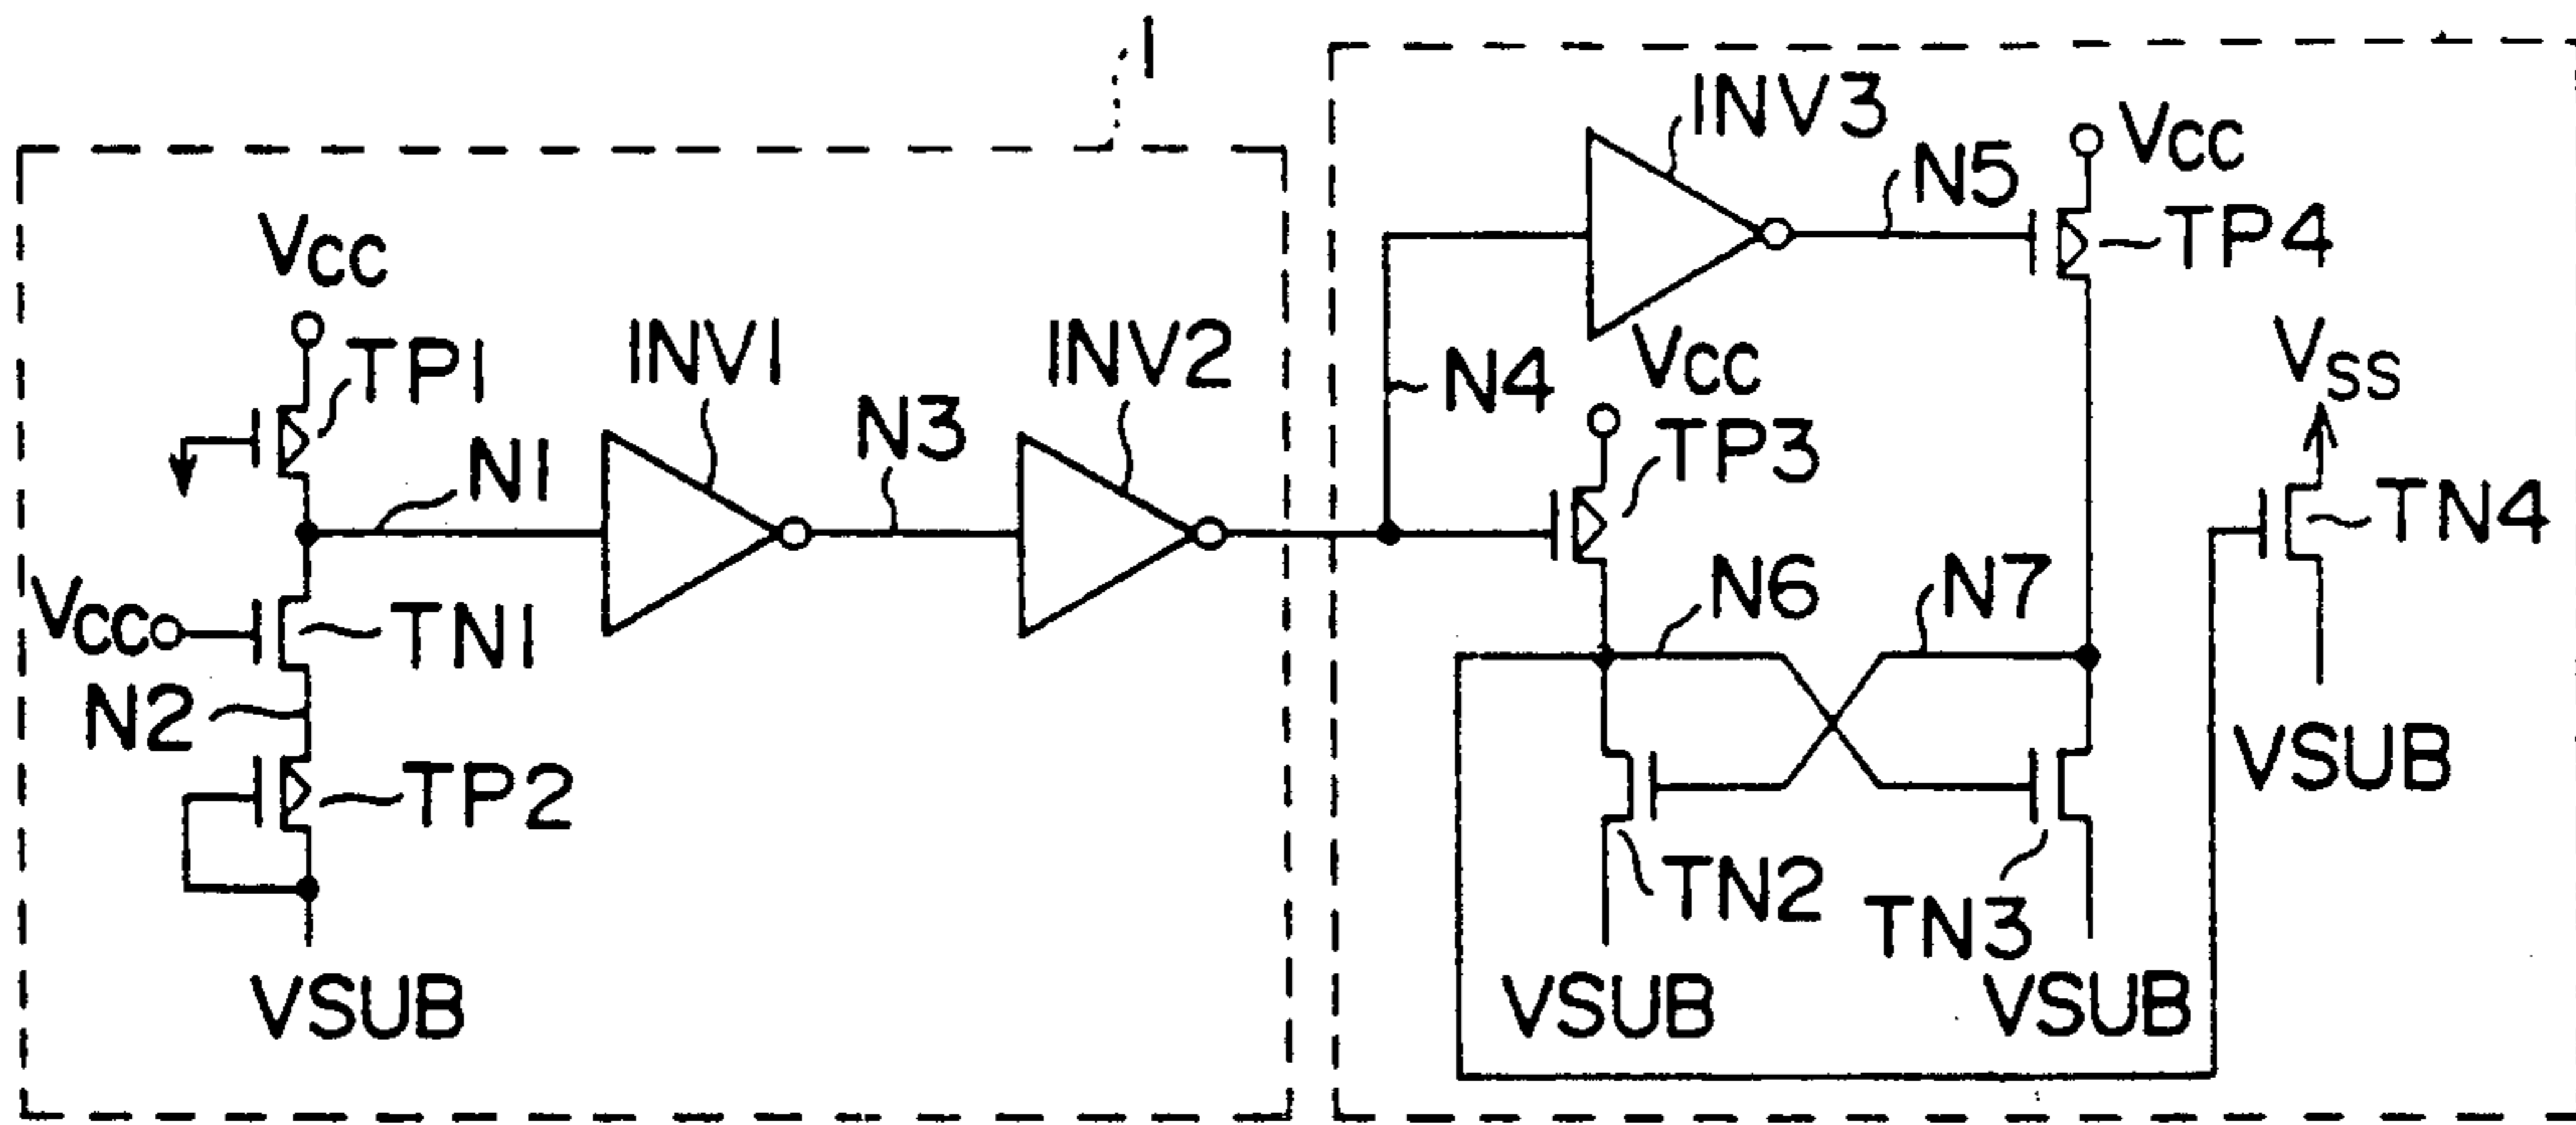 1
VCC
TP1
N1
INV1
N3
INV2
VCC
TN1
N2
TP2
VSUB
INV3
N5
VCC
TP4
N4
VCC
TP3
VSS
TN4
N6
N7
TN2
TN3
VSUB
VSUB
VSUB